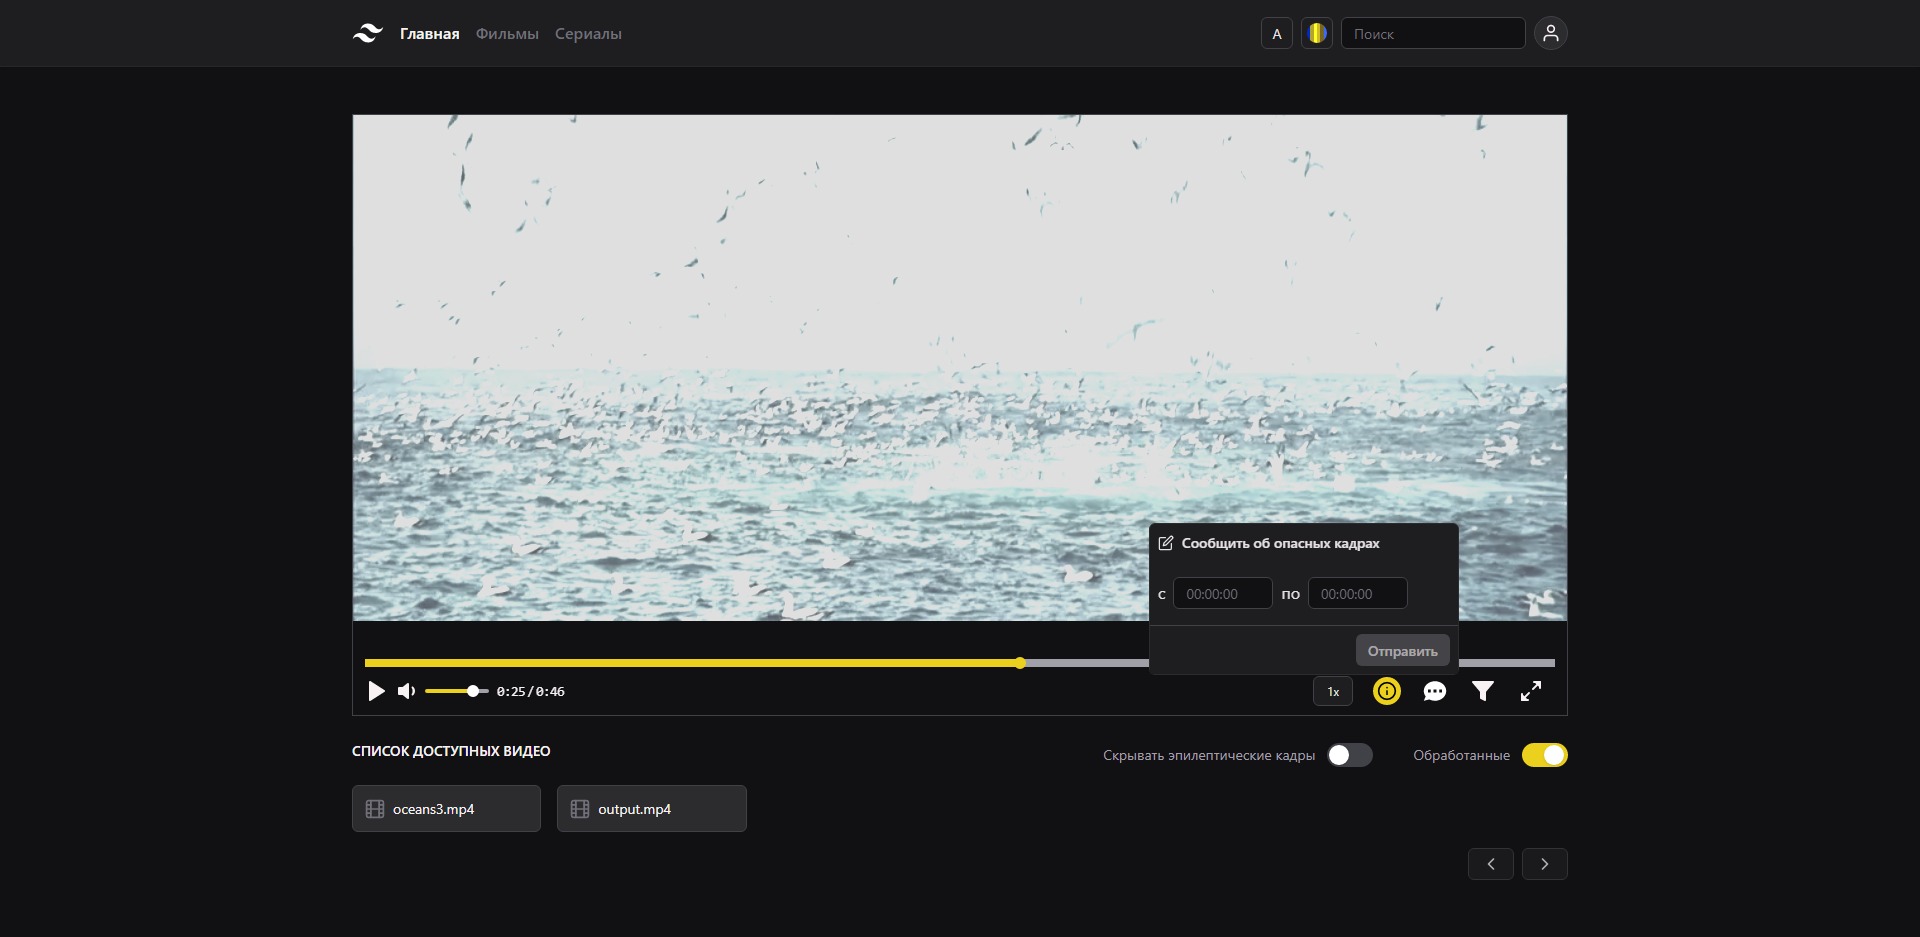 Главная Фильмы Сериалы A Поиск
Сообщить об опасных кадрах
с 00:00:00 по 00:00:00
Отправить
0:25/0:46 1x
СПИСОК ДОСТУПНЫХ ВИДЕО Скрывать эпилептические кадры Обработанные
oceans3.mp4 output.mp4